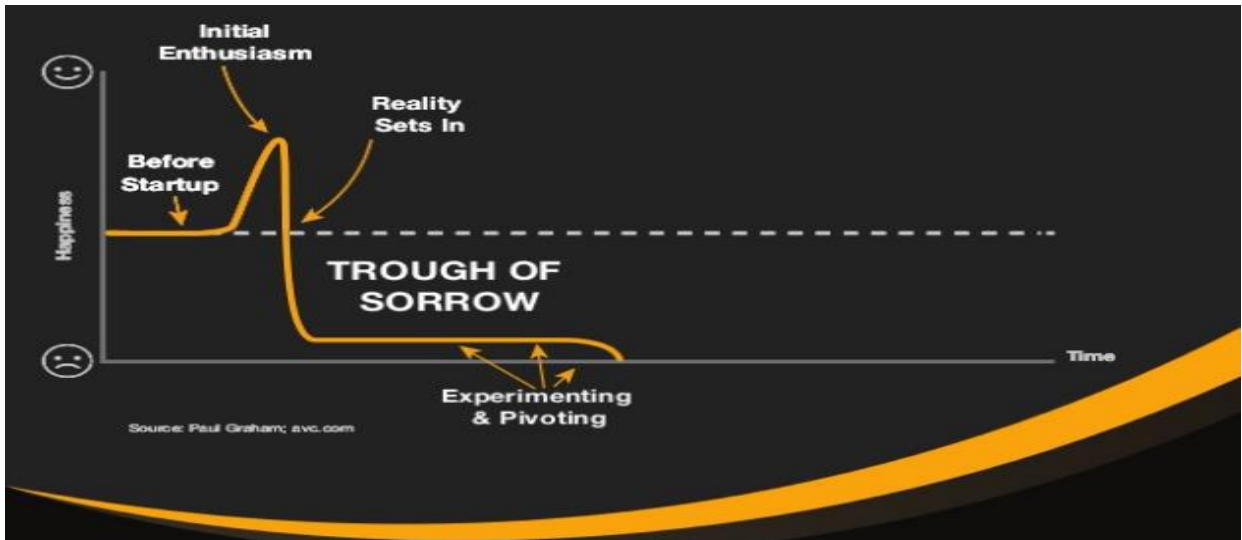 Initial
Enthusiasm
Reality
Sets In
Before
Startup
Happiness
TROUGH OF
SORROW
Time
Experimenting
& Pivoting
Source: Paul Graham; avc.com